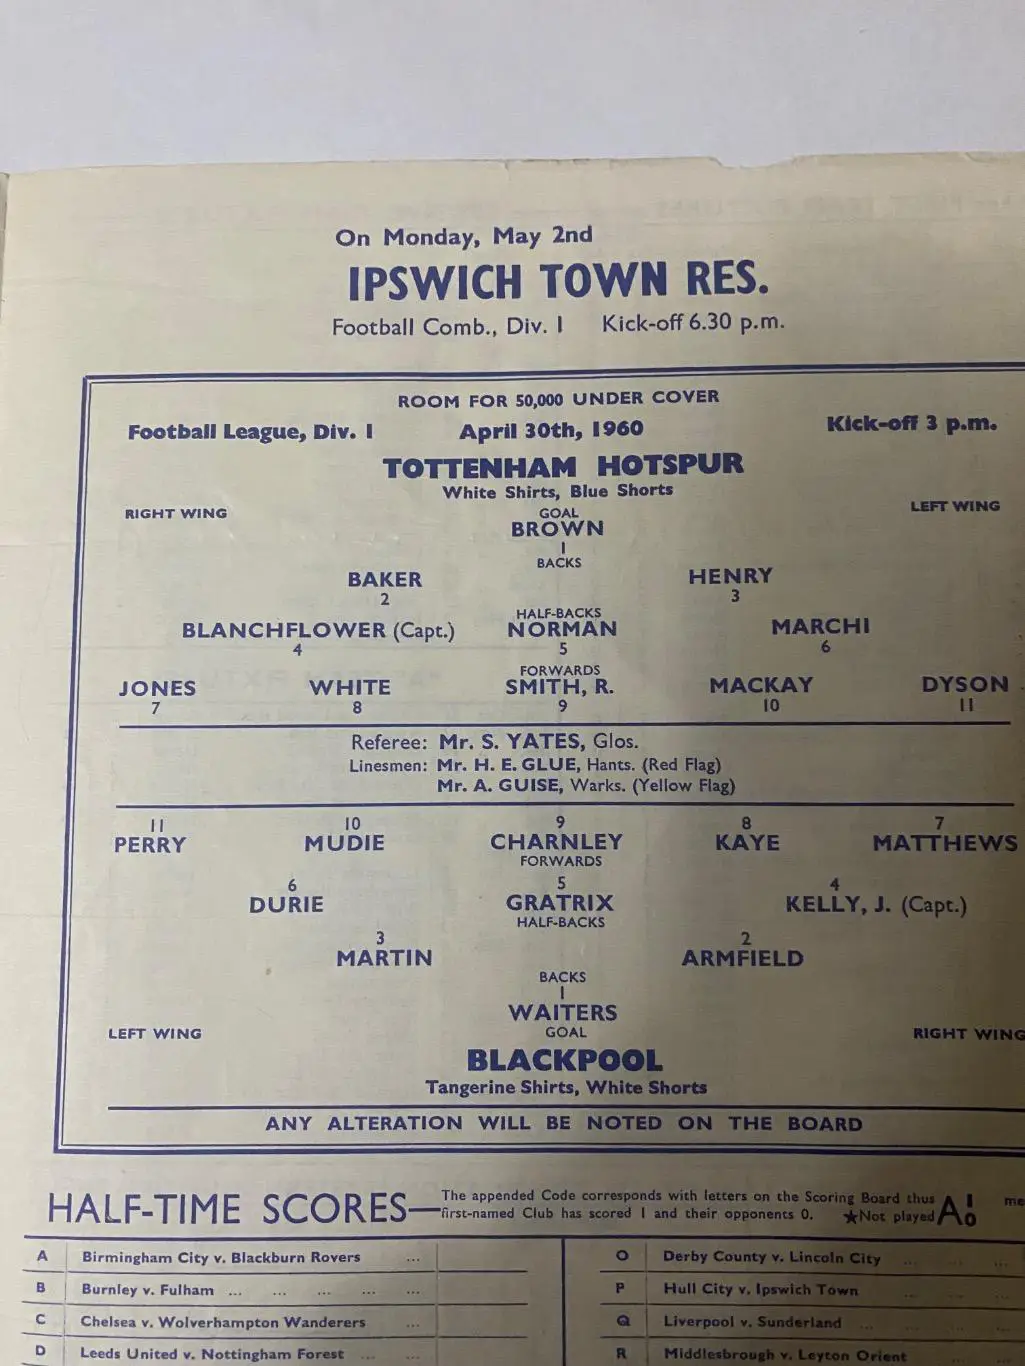 On Monday, May 2nd
IPSWICH TOWN RES.
Football Comb., Div. I Kick-off 6.30 p.m.
ROOM FOR 50,000 UNDER COVER
Football League, Div. I April 30th, 1960 Kick-off 3 p.m.
TOTTENHAM HOTSPUR
White Shirts, Blue Shorts
RIGHT WING GOAL LEFT WING
BROWN
1
BACKS
BAKER HENRY
2 3
HALF-BACKS
BLANCHFLOWER (Capt.) NORMAN MARCHI
4 5 6
FORWARDS
JONES WHITE SMITH, R. MACKAY DYSON
7 8 9 10 11
Referee: Mr. S. YATES, Glos.
Linesmen: Mr. H. E. GLUE, Hants. (Red Flag)
Mr. A. GUISE, Warks. (Yellow Flag)
11 10 9 8 7
PERRY MUDIE CHARNLEY KAYE MATTHEWS
FORWARDS
6 5 4
DURIE GRATRIX KELLY, J. (Capt.)
HALF-BACKS
3 2
MARTIN ARMFIELD
BACKS
1
WAITERS
LEFT WING GOAL RIGHT WING
BLACKPOOL
Tangerine Shirts, White Shorts
ANY ALTERATION WILL BE NOTED ON THE BOARD
HALF-TIME SCORES—The appended Code corresponds with letters on the Scoring Board thus A 1 0 me
first-named Club has scored 1 and their opponents 0. ★Not played
A Birmingham City v. Blackburn Rovers ...
B Burnley v. Fulham ... ... ... ... ...
C Chelsea v. Wolverhampton Wanderers ...
D Leeds United v. Nottingham Forest ... ...
O Derby County v. Lincoln City ... ... ...
P Hull City v. Ipswich Town ... ... ...
Q Liverpool v. Sunderland ... ... ... ...
R Middlesbrough v. Leyton Orient ... ...